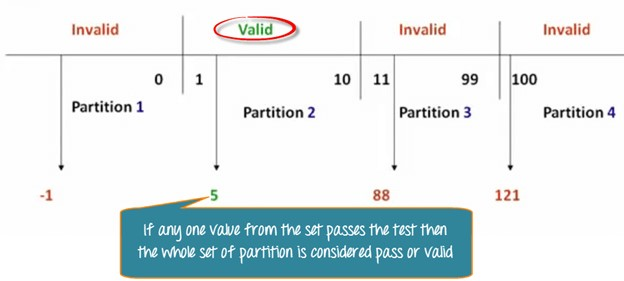 Invalid Valid Invalid Invalid
0 1 10 11 99 100
Partition 1 Partition 2 Partition 3 Partition 4
-1 5 88 121
If any one value from the set passes the test then
the whole set of partition is considered pass or valid